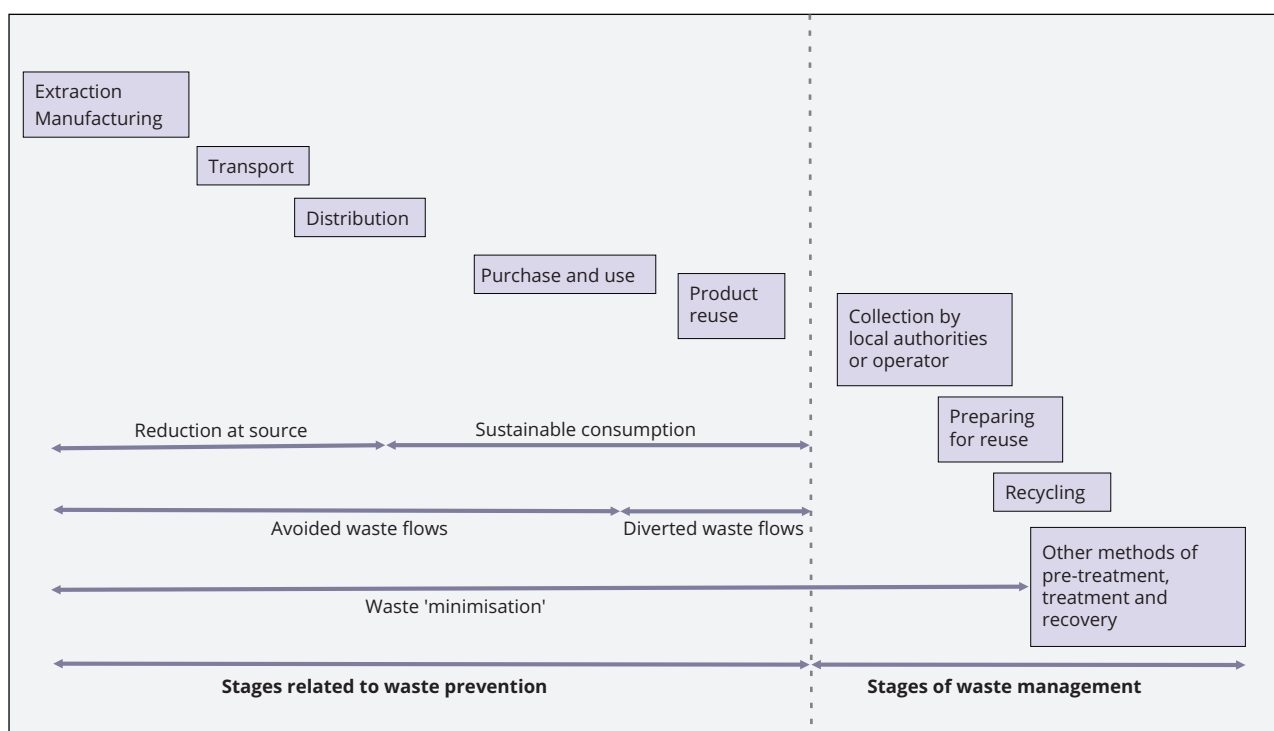 Extraction
Manufacturing
Transport
Distribution
Purchase and use
Product
reuse
Collection by
local authorities
or operator
Preparing
for reuse
Recycling
Other methods of
pre-treatment,
treatment and
recovery
Reduction at source
Sustainable consumption
Avoided waste flows
Diverted waste flows
Waste 'minimisation'
Stages related to waste prevention
Stages of waste management